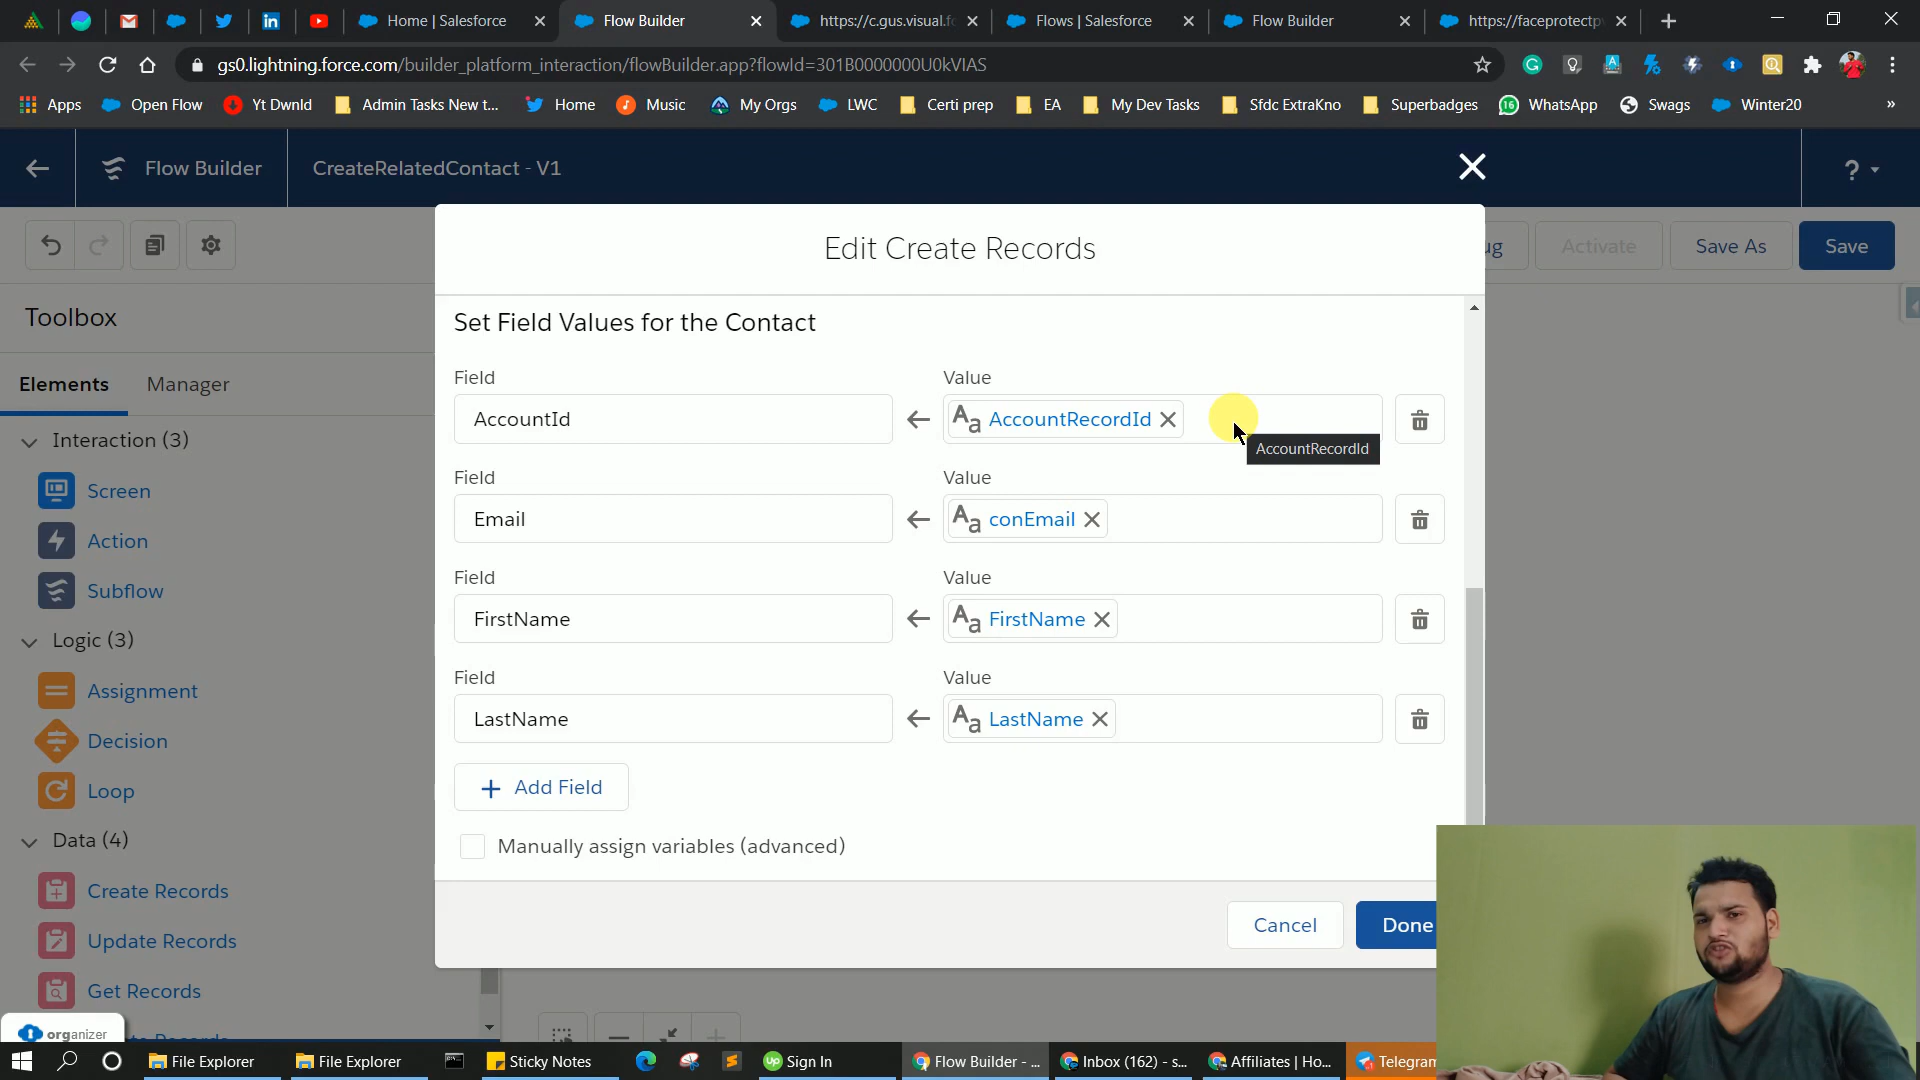 Home | Salesforce
Flow Builder
https://c.gus.visual.f
Flows | Salesforce
Flow Builder
https://faceprotectp
gs0.lightning.force.com/builder_platform_interaction/flowBuilder.app?flowId=301B0000000U0kVIAS
Apps
Open Flow
Yt Dwnld
Admin Tasks New t...
Home
Music
My Orgs
LWC
Certi prep
EA
My Dev Tasks
Sfdc ExtraKno
Superbadges
16
WhatsApp
Swags
Winter20
»
Flow Builder
CreateRelatedContact - V1
?
Activate
Save As
Save
Edit Create Records
Toolbox
Set Field Values for the Contact
Elements
Manager
Field
Value
AccountId
Aa AccountRecordId
AccountRecordId
Interaction (3)
Screen
Action
Subflow
Field
Value
Email
Aa conEmail
Field
Value
FirstName
Aa FirstName
Logic (3)
Assignment
Decision
Loop
Field
Value
LastName
Aa LastName
Add Field
Manually assign variables (advanced)
Data (4)
Create Records
Update Records
Get Records
Cancel
Done
organizer
File Explorer
File Explorer
Sticky Notes
Up
Sign In
Flow Builder - ...
Inbox (162) - s...
Affiliates | Ho...
Telegram